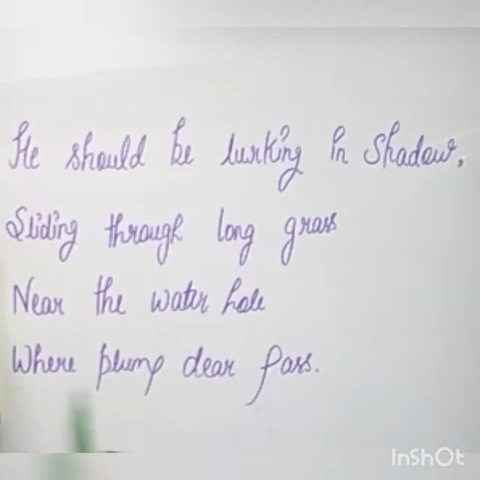 He should be lurking in shadow,
Sliding through long grass
Near the water hole
Where plump dear pass.
InShOt